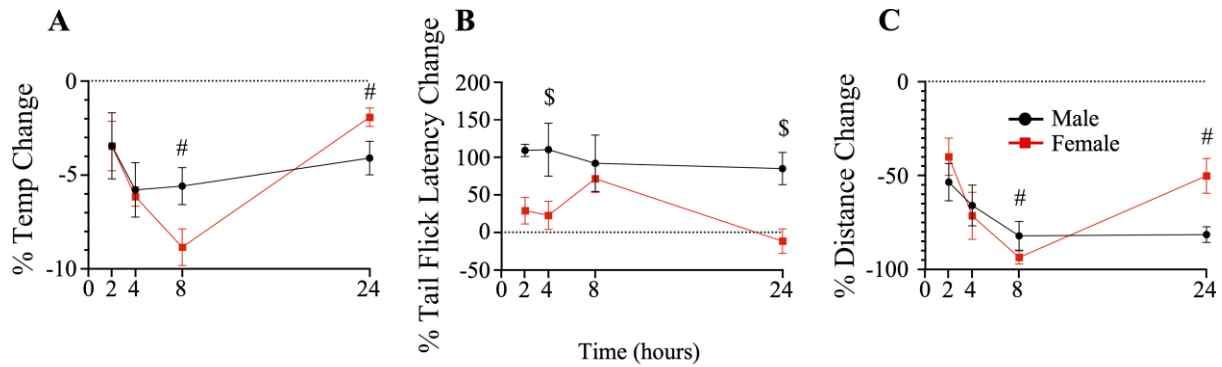 A
% Temp Change
0
-5
-10
#
#
0 2 4 8 24
B
% Tail Flick Latency Change
200
150
100
50
0
-50
$
$
0 2 4 8 24
Time (hours)
C
% Distance Change
0
-50
-100
Male
Female
#
#
0 2 4 8 24